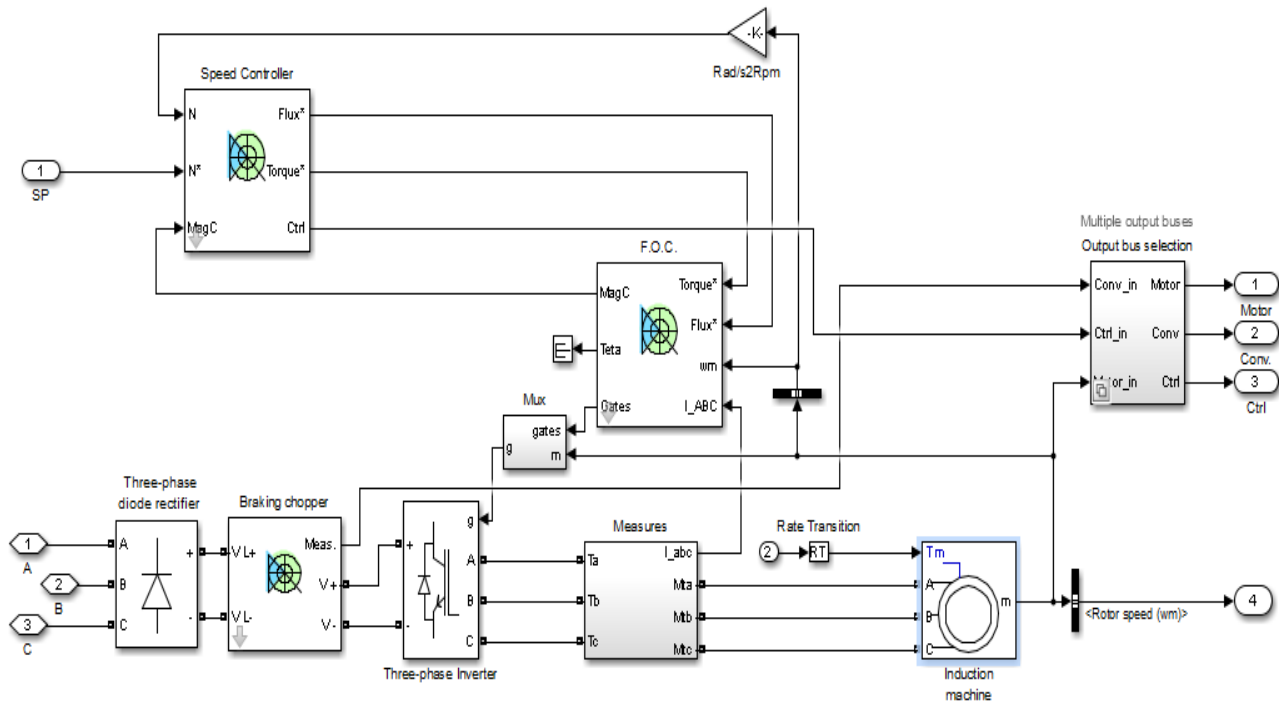 -K-
Rad/s2Rpm
Speed Controller
N
Flux*
1
SP
N*
Torque*
MagC
Ctrl
Multiple output buses
Output bus selection
F.O.C.
MagC
Torque*
Flux*
Teta
wm
Gates
I_ABC
Conv_in
Motor
1
Motor
Ctrl_in
Conv
2
Conv.
Ctrl
3
Ctrl
Mux
gates
g
m
Three-phase
diode rectifier
Braking chopper
1
A
2
B
3
C
A
B
C
+
-
VL+
VL-
Meas.
V+
V-
g
+
-
A
B
C
Three-phase Inverter
Measures
Ta
Tb
Tc
I_abc
Mta
Mtb
Mtc
Rate Transition
2
RT
Tm
A
B
C
m
Induction
machine
<Rotor speed (wm)>
4